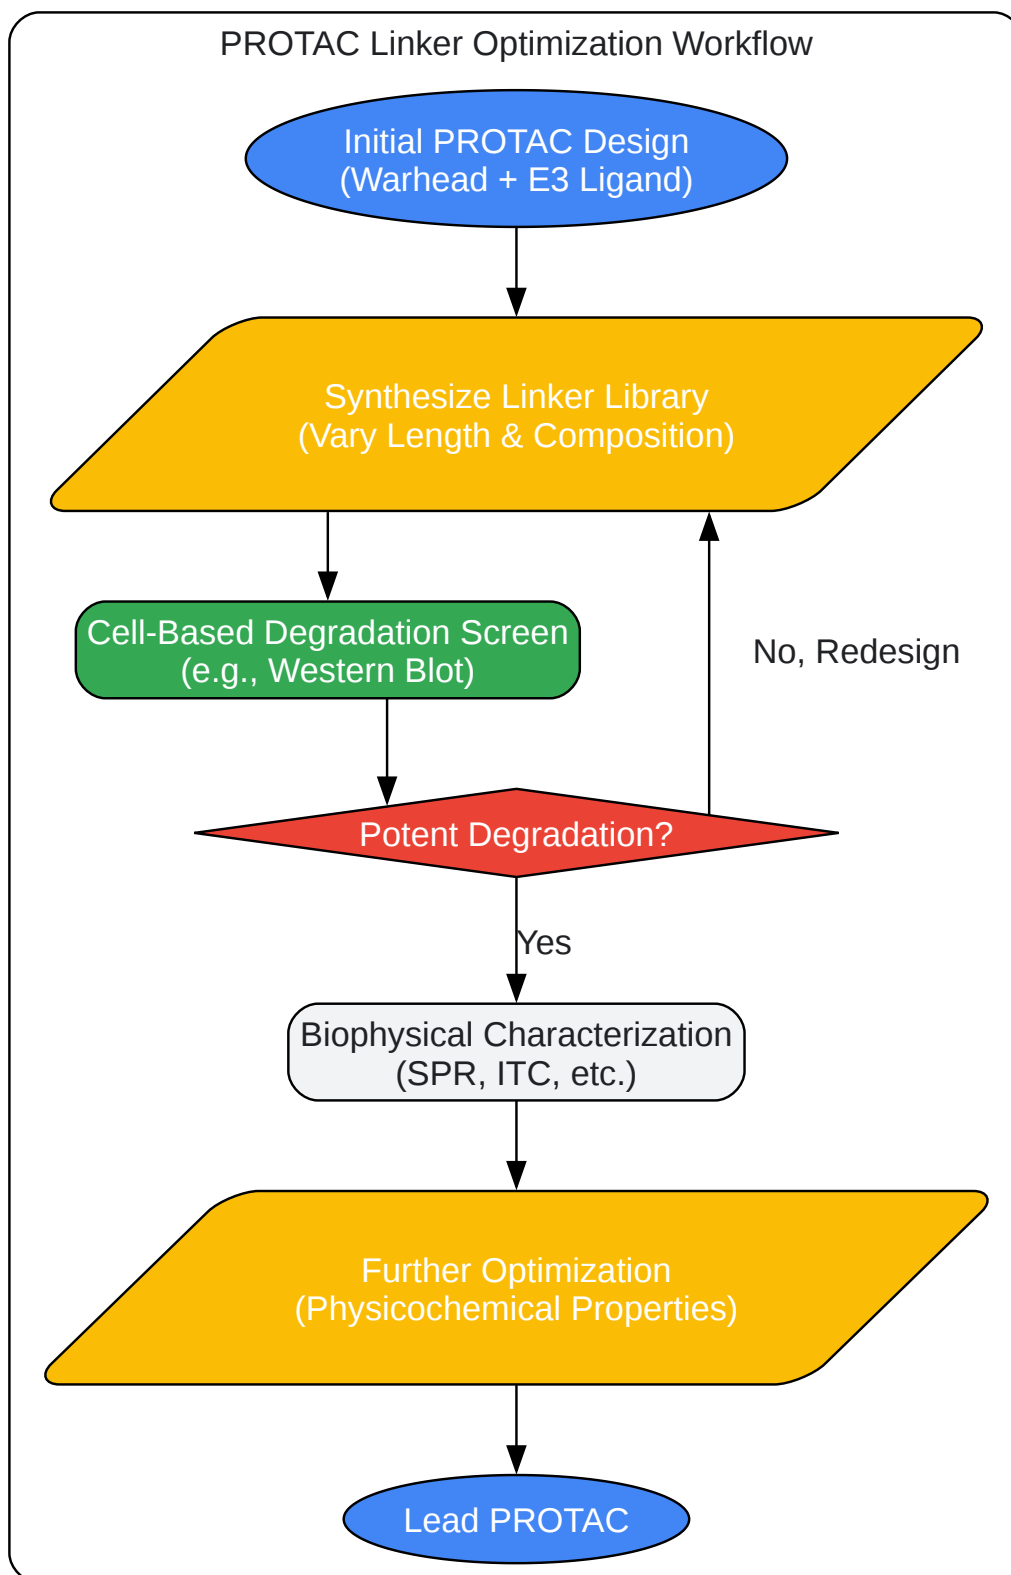 PROTAC Linker Optimization Workflow
Initial PROTAC Design
(Warhead + E3 Ligand)
Synthesize Linker Library
(Vary Length & Composition)
Cell-Based Degradation Screen
(e.g., Western Blot)
No, Redesign
Potent Degradation?
Yes
Biophysical Characterization
(SPR, ITC, etc.)
Further Optimization
(Physicochemical Properties)
Lead PROTAC